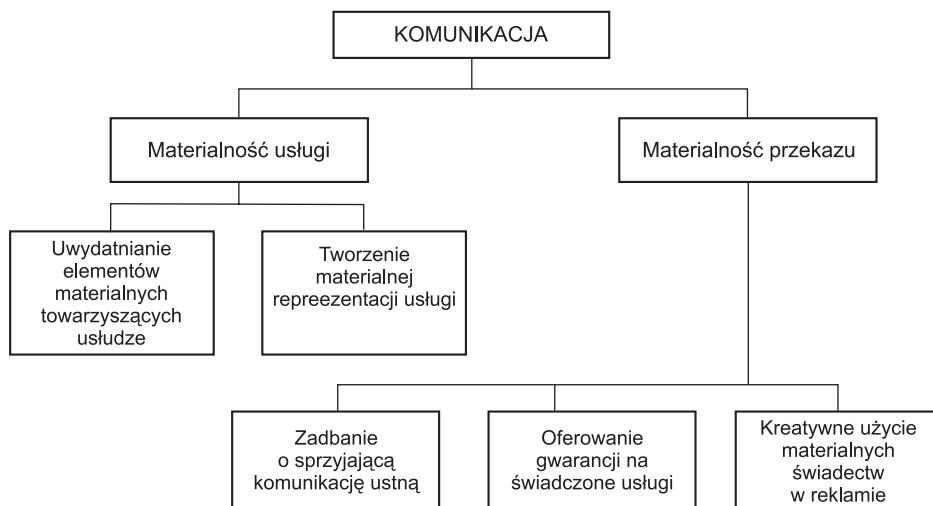 KOMUNIKACJA
Materialność usługi
Materialność przekazu
Uwydatnianie
elementów
materialnych
towarzyszących
usłudze
Tworzenie
materialnej
repreezentacji usługi
Zadbanie
o sprzyjającą
komunikację ustną
Oferowanie
gwarancji na
świadczone usługi
Kreatywne użycie
materialnych
świadectw
w reklamie